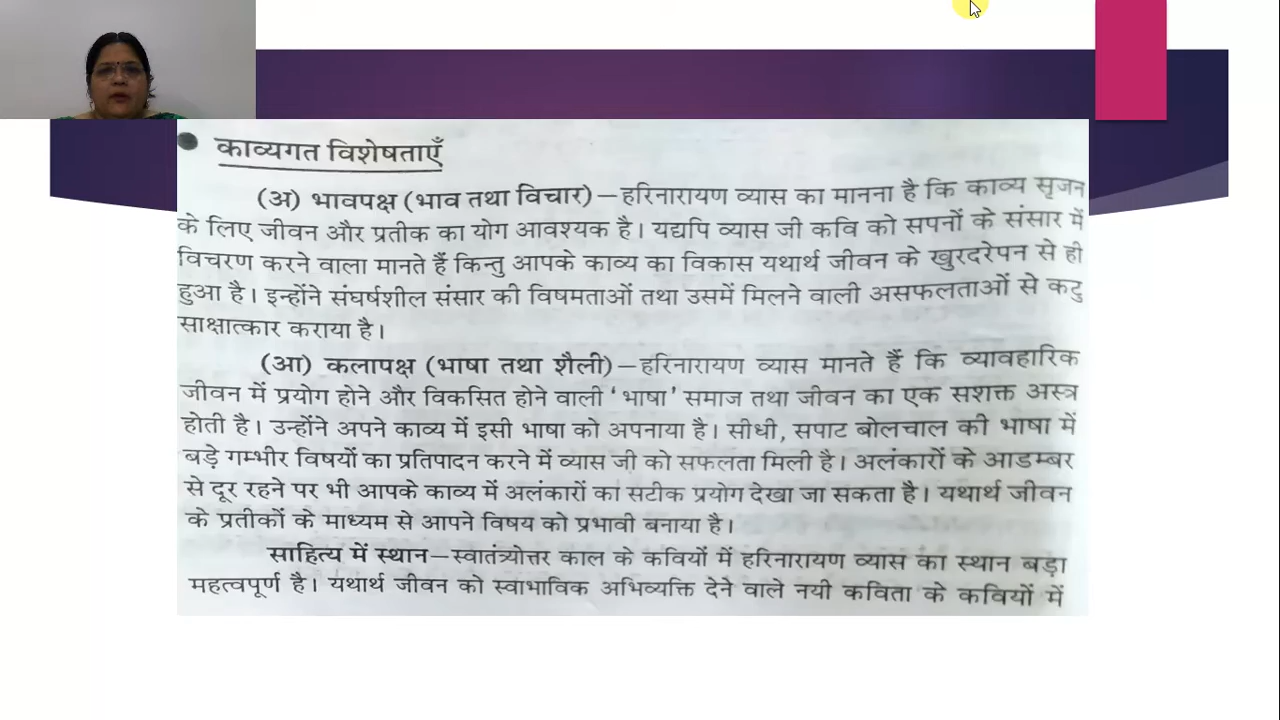 काव्यगत विशेषताएँ
(अ) भावपक्ष (भाव तथा विचार)—हरिनारायण व्यास का मानना है कि काव्य सृजन
के लिए जीवन और प्रतीक का योग आवश्यक है। यद्यपि व्यास जी कवि को सपनों के संसार में
विचरण करने वाला मानते हैं किन्तु आपके काव्य का विकास यथार्थ जीवन के खुरदरेपन से ही
हुआ है। इन्होंने संघर्षशील संसार की विषमताओं तथा उसमें मिलने वाली असफलताओं से कटु
साक्षात्कार कराया है।
(आ) कलापक्ष (भाषा तथा शैली)—हरिनारायण व्यास मानते हैं कि व्यावहारिक
जीवन में प्रयोग होने और विकसित होने वाली ‘भाषा’ समाज तथा जीवन का एक सशक्त अस्त्र
होती है। उन्होंने अपने काव्य में इसी भाषा को अपनाया है। सीधी, सपाट बोलचाल की भाषा में
बड़े गम्भीर विषयों का प्रतिपादन करने में व्यास जी को सफलता मिली है। अलंकारों के आडम्बर
से दूर रहने पर भी आपके काव्य में अलंकारों का सटीक प्रयोग देखा जा सकता है। यथार्थ जीवन
के प्रतीकों के माध्यम से आपने विषय को प्रभावी बनाया है।
साहित्य में स्थान—स्वातंत्र्योत्तर काल के कवियों में हरिनारायण व्यास का स्थान बड़ा
महत्वपूर्ण है। यथार्थ जीवन को स्वाभाविक अभिव्यक्ति देने वाले नयी कविता के कवियों में